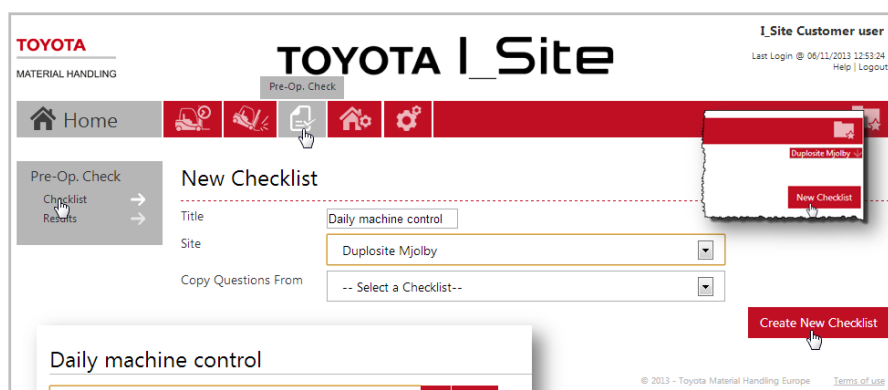 TOYOTA
MATERIAL HANDLING
TOYOTA I_Site
I_Site Customer user
Last Login @ 06/11/2013 12:53:24
Help | Logout
Pre-Op. Check
Home
Duplosite Mjolby
New Checklist
Pre-Op. Check
Checklist
Results
New Checklist
Title
Daily machine control
Site
Duplosite Mjolby
Copy Questions From
-- Select a Checklist--
Create New Checklist
Daily machine control
© 2013 - Toyota Material Handling Europe
Terms of use